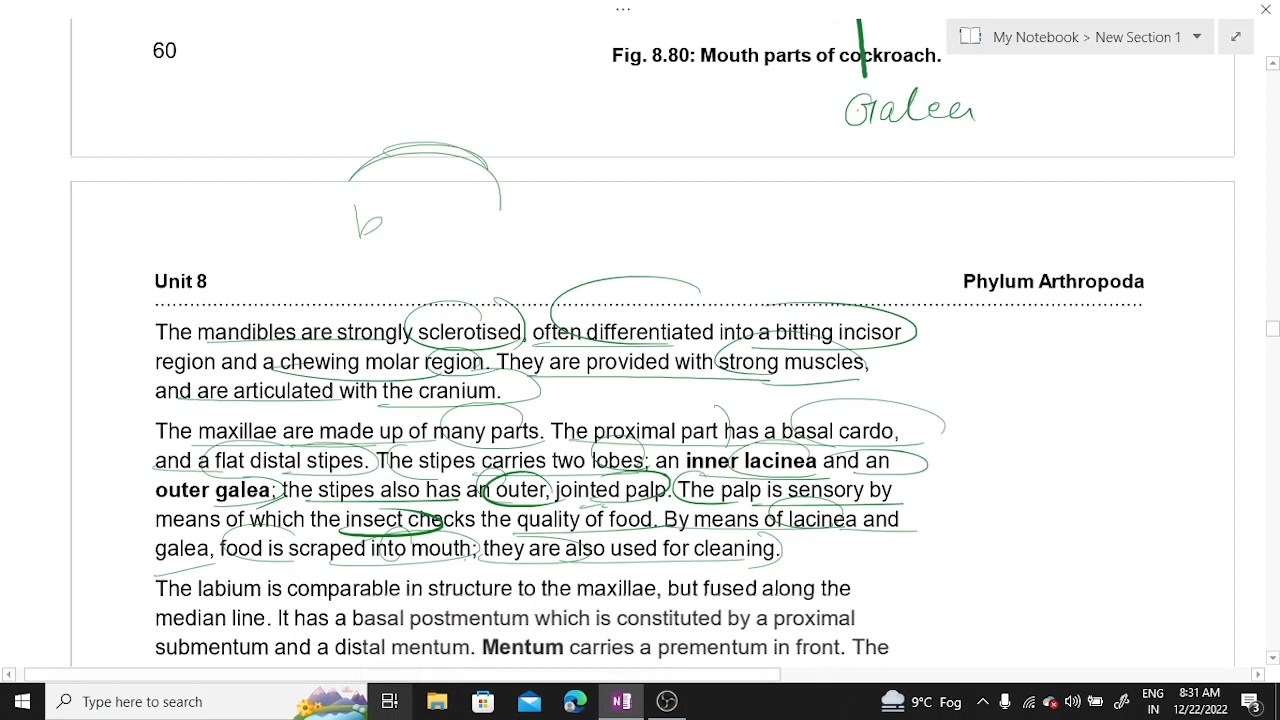 ...
My Notebook > New Section 1
60
Fig. 8.80: Mouth parts of cockroach.
Galea
b
Unit 8
Phylum Arthropoda
The mandibles are strongly sclerotised, often differentiated into a bitting incisor
region and a chewing molar region. They are provided with strong muscles,
and are articulated with the cranium.
The maxillae are made up of many parts. The proximal part has a basal cardo,
and a flat distal stipes. The stipes carries two lobes; an inner lacinea and an
outer galea; the stipes also has an outer, jointed palp. The palp is sensory by
means of which the insect checks the quality of food. By means of lacinea and
galea, food is scraped into mouth; they are also used for cleaning.
The labium is comparable in structure to the maxillae, but fused along the
median line. It has a basal postmentum which is constituted by a proximal
submentum and a distal mentum. Mentum carries a prementum in front. The
Type here to search
9°C Fog
ENG
IN
8:31 AM
12/22/2022
3